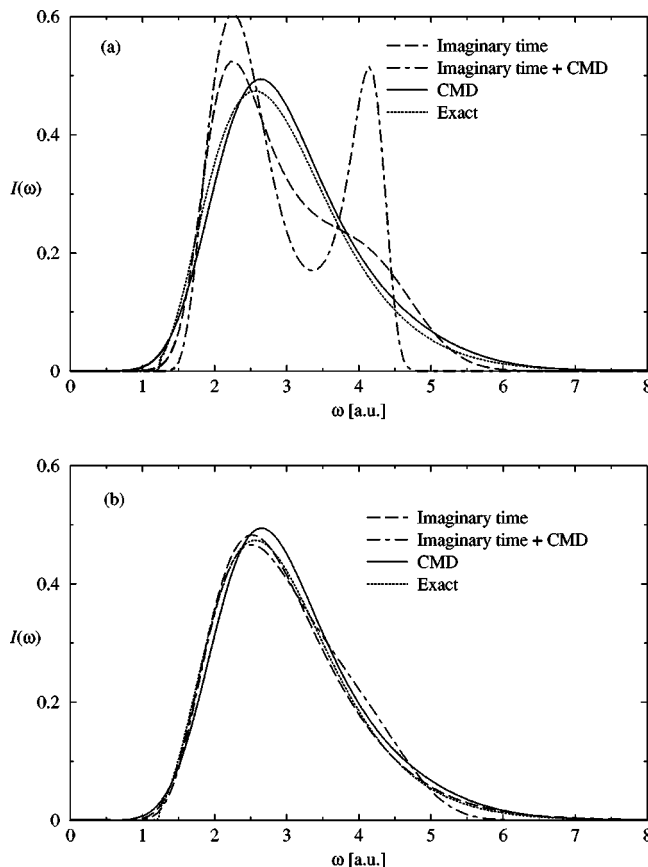 0.6
(a)
Imaginary time
Imaginary time + CMD
CMD
Exact
0.4
I(ω)
0.2
0
0 1 2 3 4 5 6 7 8
ω [a.u.]
0.6
(b)
Imaginary time
Imaginary time + CMD
CMD
Exact
0.4
I(ω)
0.2
0
0 1 2 3 4 5 6 7 8
ω [a.u.]